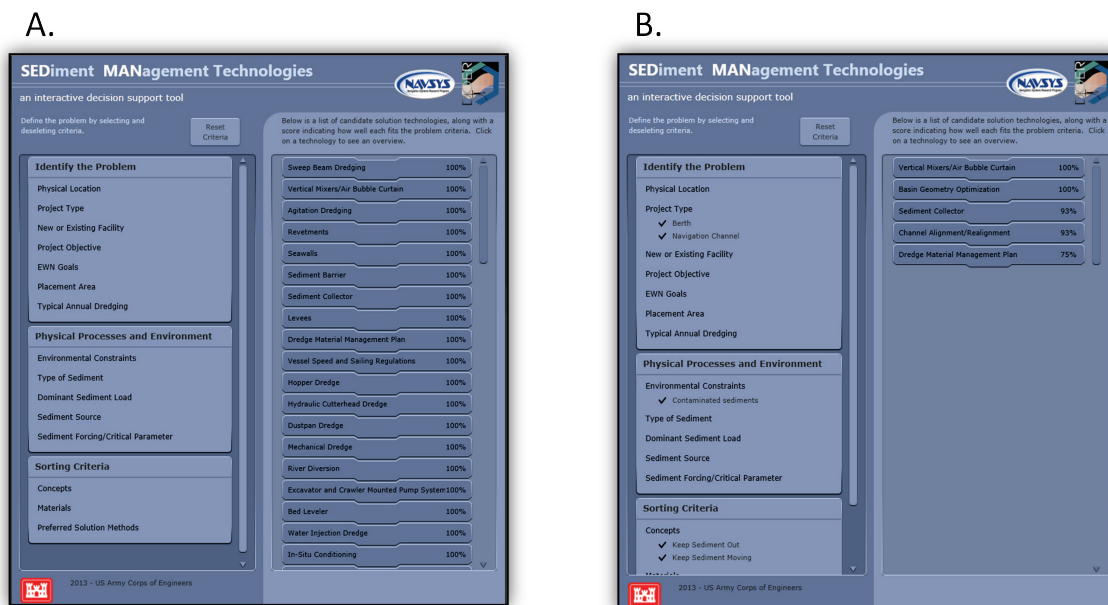 A.
SEDiment MANagement Technologies
an interactive decision support tool
NAVSYS
Define the problem by selecting and
deseleting criteria.
Reset
Criteria
Below is a list of candidate solution technologies, along with a
score indicating how well each fits the problem criteria. Click
on a technology to see an overview.
Identify the Problem
Physical Location
Project Type
New or Existing Facility
Project Objective
EWN Goals
Placement Area
Typical Annual Dredging
Physical Processes and Environment
Environmental Constraints
Type of Sediment
Dominant Sediment Load
Sediment Source
Sediment Forcing/Critical Parameter
Sorting Criteria
Concepts
Materials
Preferred Solution Methods
Sweep Beam Dredging 100%
Vertical Mixers/Air Bubble Curtain 100%
Agitation Dredging 100%
Revetments 100%
Seawalls 100%
Sediment Barrier 100%
Sediment Collector 100%
Levees 100%
Dredge Material Management Plan 100%
Vessel Speed and Sailing Regulations 100%
Hopper Dredge 100%
Hydraulic Cutterhead Dredge 100%
Dustpan Dredge 100%
Mechanical Dredge 100%
River Diversion 100%
Excavator and Crawler Mounted Pump System 100%
Bed Leveler 100%
Water Injection Dredge 100%
In-Situ Conditioning 100%
2013 - US Army Corps of Engineers
B.
SEDiment MANagement Technologies
an interactive decision support tool
NAVSYS
Define the problem by selecting and
deseleting criteria.
Reset
Criteria
Below is a list of candidate solution technologies, along with a
score indicating how well each fits the problem criteria. Click
on a technology to see an overview.
Identify the Problem
Physical Location
Project Type
Berth
Navigation Channel
New or Existing Facility
Project Objective
EWN Goals
Placement Area
Typical Annual Dredging
Physical Processes and Environment
Environmental Constraints
Contaminated sediments
Type of Sediment
Dominant Sediment Load
Sediment Source
Sediment Forcing/Critical Parameter
Sorting Criteria
Concepts
Keep Sediment Out
Keep Sediment Moving
Vertical Mixers/Air Bubble Curtain 100%
Basin Geometry Optimization 100%
Sediment Collector 93%
Channel Alignment/Realignment 93%
Dredge Material Management Plan 75%
2013 - US Army Corps of Engineers